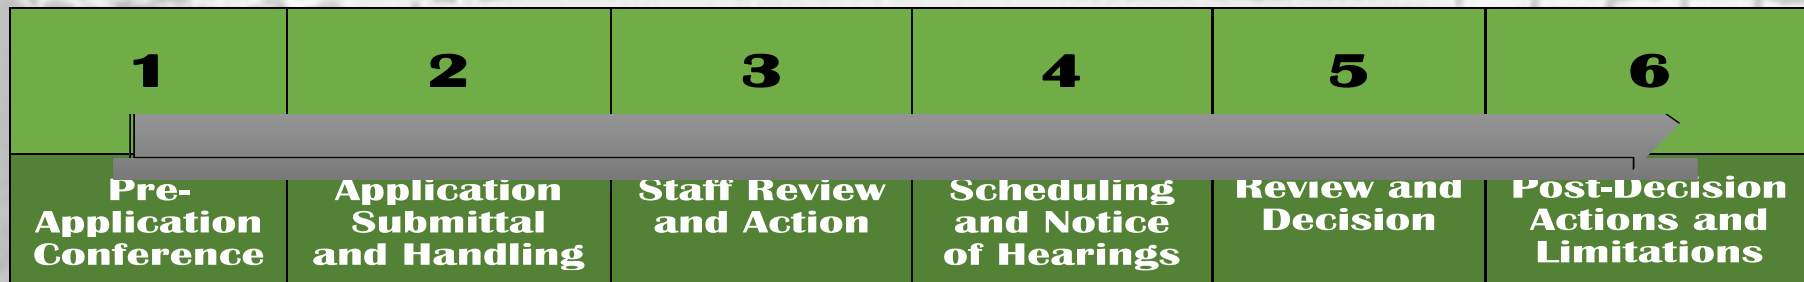 1 2 3 4 5 6
Pre-
Application
Conference
Application
Submittal
and Handling
Staff Review
and Action
Scheduling
and Notice
of Hearings
Review and
Decision
Post-Decision
Actions and
Limitations